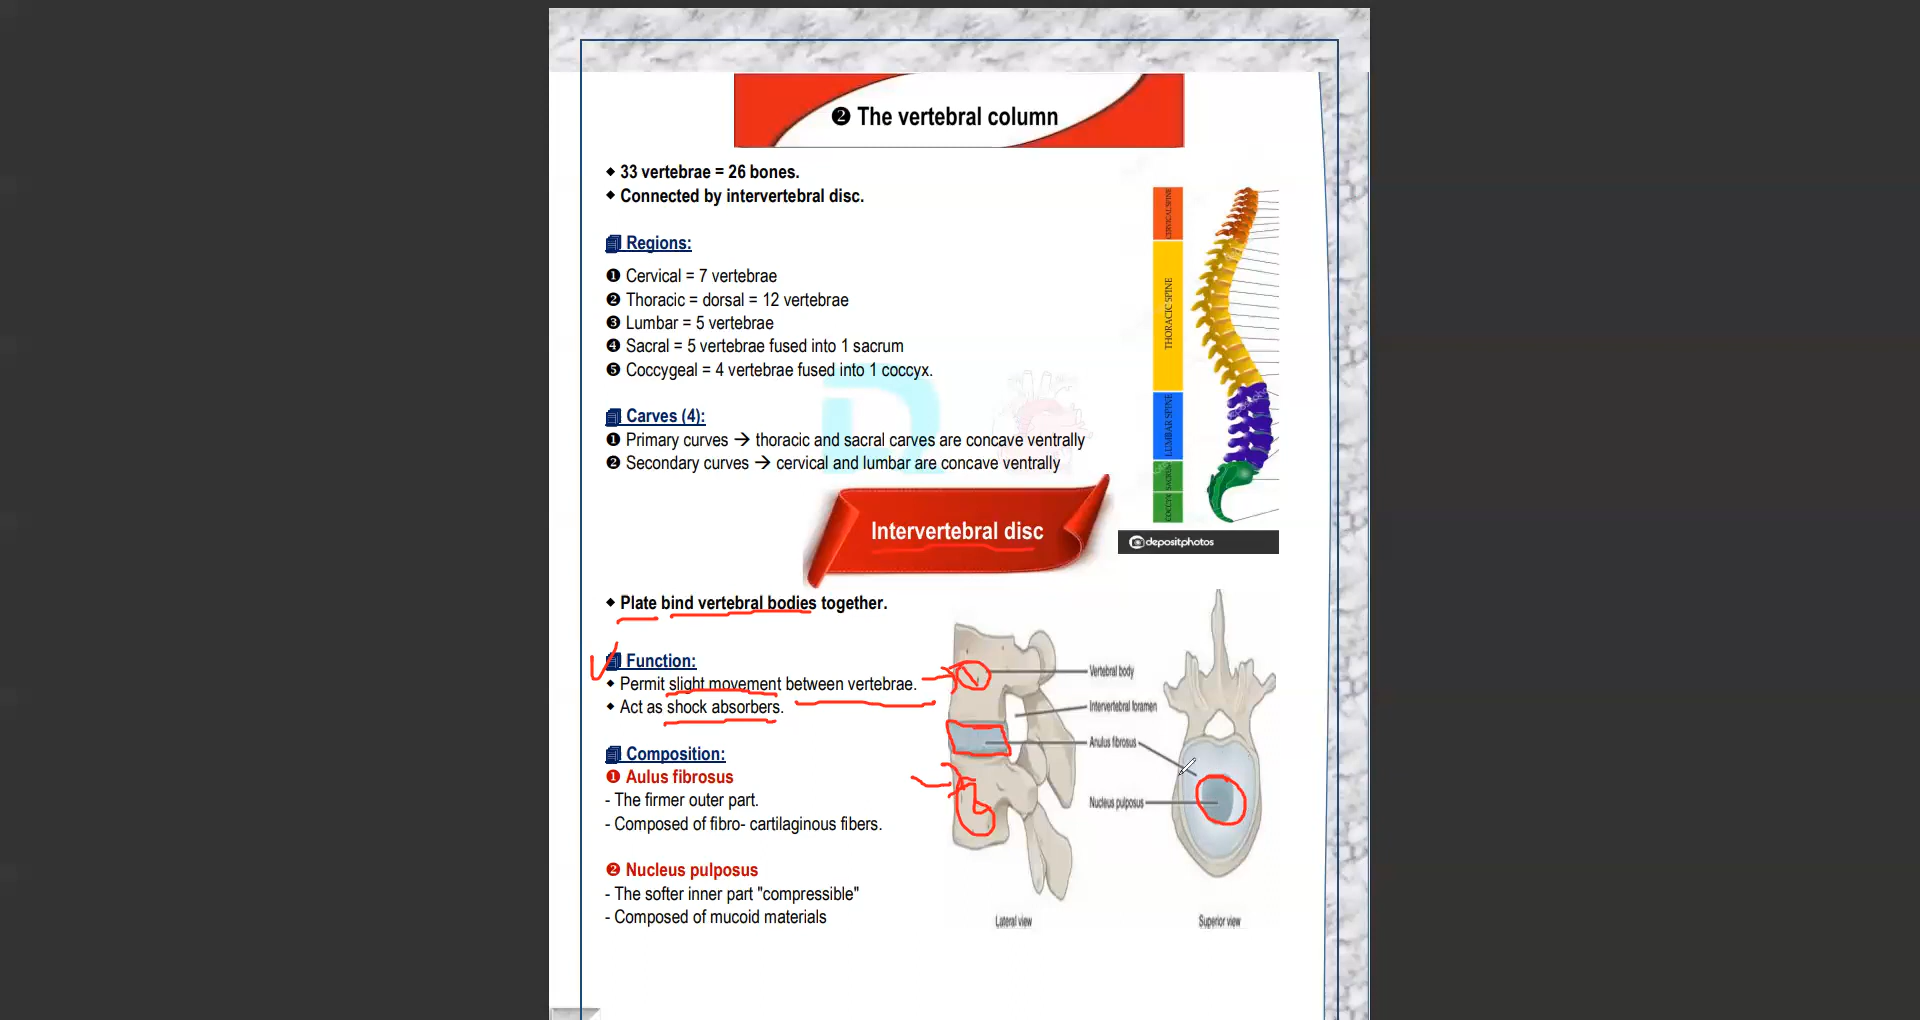 ❷ The vertebral column
◆ 33 vertebrae = 26 bones.
◆ Connected by intervertebral disc.
Regions:
❶ Cervical = 7 vertebrae
❷ Thoracic = dorsal = 12 vertebrae
❸ Lumbar = 5 vertebrae
❹ Sacral = 5 vertebrae fused into 1 sacrum
❺ Coccygeal = 4 vertebrae fused into 1 coccyx.
Carves (4):
❶ Primary curves → thoracic and sacral carves are concave ventrally
❷ Secondary curves → cervical and lumbar are concave ventrally
CERVICAL SPINE
THORACIC SPINE
LUMBAR SPINE
SACRUM
COCCYX
depositphotos
Intervertebral disc
◆ Plate bind vertebral bodies together.
Function:
◆ Permit slight movement between vertebrae.
◆ Act as shock absorbers.
Composition:
❶ Aulus fibrosus
- The firmer outer part.
- Composed of fibro- cartilaginous fibers.
❷ Nucleus pulposus
- The softer inner part "compressible"
- Composed of mucoid materials
Vertebral body
Intervertebral foramen
Anulus fibrosus
Nucleus pulposus
Lateral view
Superior view